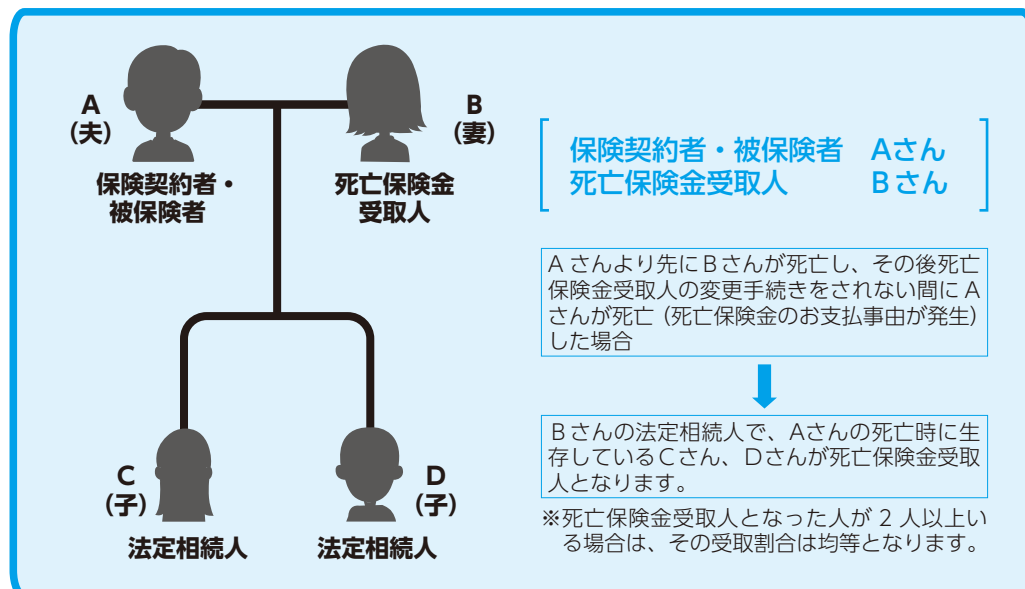 A
(夫)
保険契約者・
被保険者
B
(妻)
死亡保険金
受取人
C
(子)
法定相続人
D
(子)
法定相続人
保険契約者・被保険者 Aさん
死亡保険金受取人 Bさん
Aさんより先にBさんが死亡し、その後死亡
保険金受取人の変更手続きをされない間にA
さんが死亡(死亡保険金のお支払事由が発生)
した場合
Bさんの法定相続人で、Aさんの死亡時に生
存しているCさん、Dさんが死亡保険金受取
人となります。
※死亡保険金受取人となった人が2人以上い
る場合は、その受取割合は均等となります。